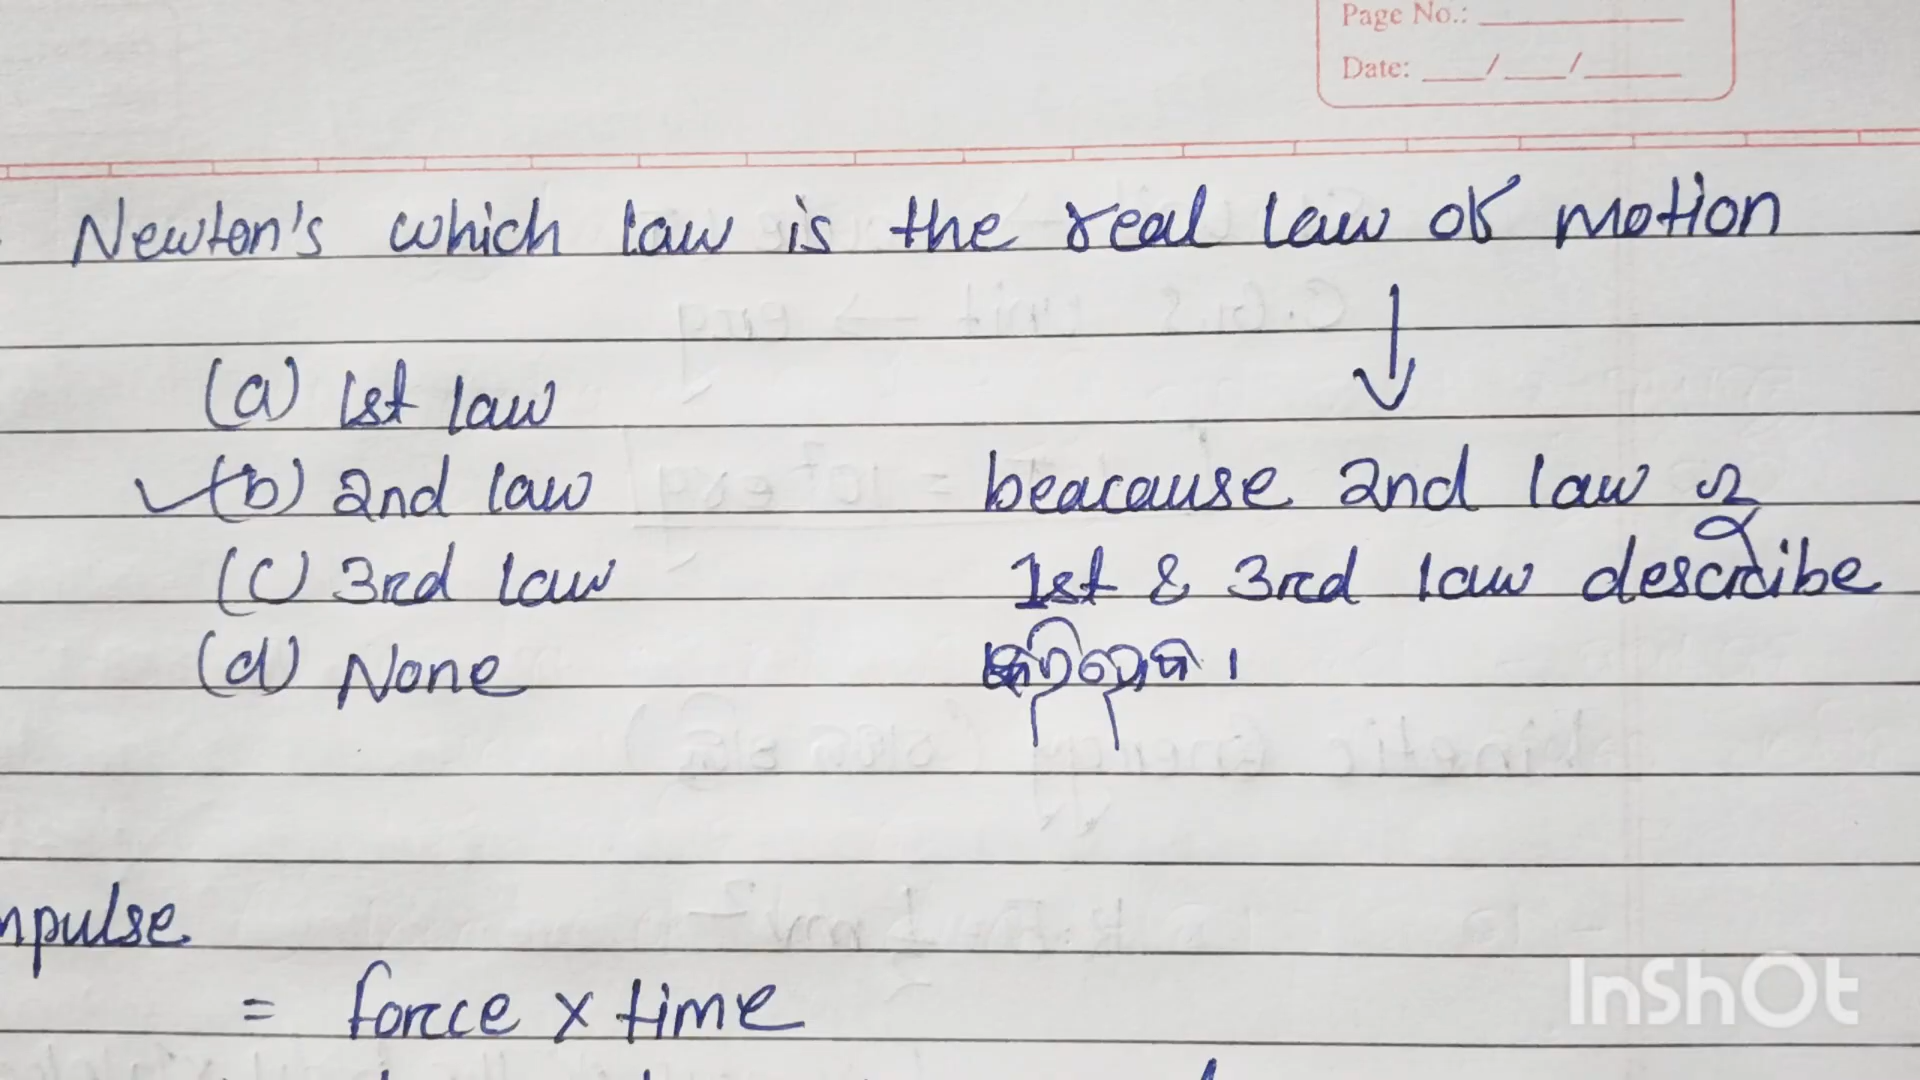 Page No.:
Date: / /
Newton's which law is the real law of motion
(a) 1st law
(b) 2nd law
(c) 3rd law
(d) None
beacause 2nd law ରୁ
1st & 3rd law describe
କରିହୋଇ ।
mpulse
= force x time
InShOt